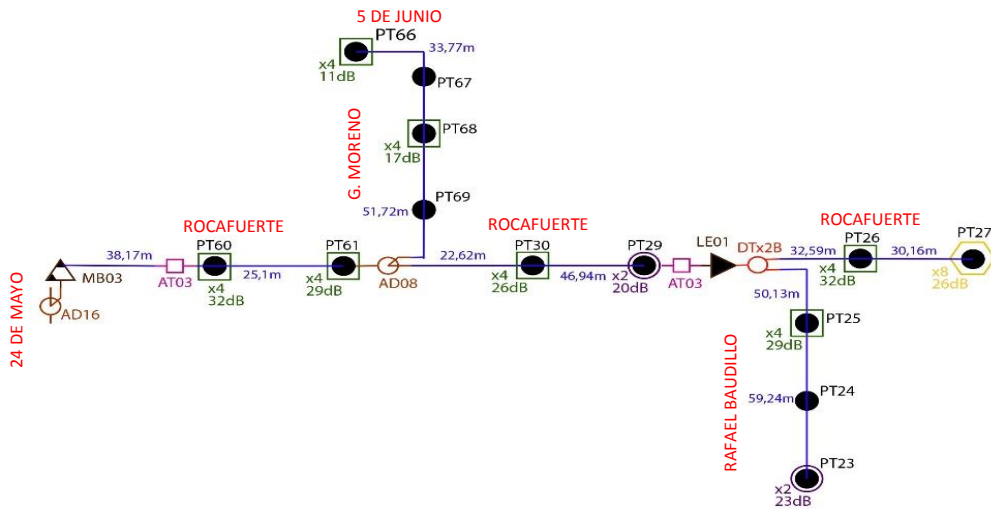 5 DE JUNIO
PT66
33,77m
x4
11dB
PT67
G. MORENO
PT68
x4
17dB
PT69
51,72m
ROCAFUERTE
ROCAFUERTE
ROCAFUERTE
24 DE MAYO
MB03
AD16
38,17m
AT03
PT60
x4
32dB
25,1m
PT61
x4
29dB
AD08
22,62m
PT30
x4
26dB
46,94m
PT29
x2
20dB
AT03
LE01
DTx2B
32,59m
PT26
x4
32dB
30,16m
PT27
x8
26dB
50,13m
PT25
x4
29dB
RAFAEL BAUDILLO
59,24m
PT24
PT23
x2
23dB